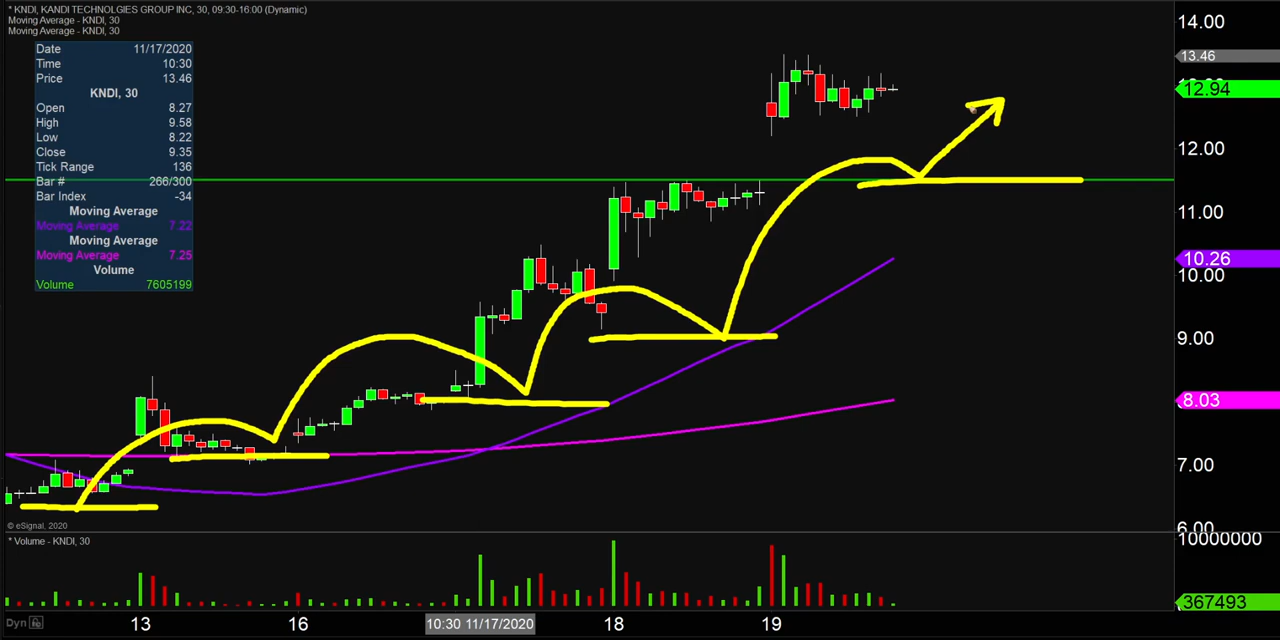 * KNDI, KANDI TECHNOLGIES GROUP INC, 30, 09:30-16:00 (Dynamic)
Moving Average - KNDI, 30
Moving Average - KNDI, 30
Date 11/17/2020
Time 10:30
Price 13.46
KNDI, 30
Open 8.27
High 9.58
Low 8.22
Close 9.35
Tick Range 136
Bar # 266/300
Bar Index -34
Moving Average
Moving Average 7.22
Moving Average
Moving Average 7.25
Volume
Volume 7605199
14.00
13.46
12.94
12.00
11.00
10.26
10.00
9.00
8.03
7.00
6.00
© eSignal, 2020
* Volume - KNDI, 30
10000000
367493
Dyn 13 16 10:30 11/17/2020 18 19